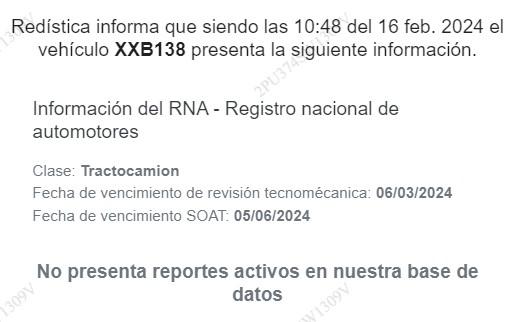 Redística informa que siendo las 10:48 del 16 feb. 2024 el
vehículo XXB138 presenta la siguiente información.
Información del RNA - Registro nacional de
automotores
Clase: Tractocamion
Fecha de vencimiento de revisión tecnomécanica: 06/03/2024
Fecha de vencimiento SOAT: 05/06/2024
No presenta reportes activos en nuestra base de
datos